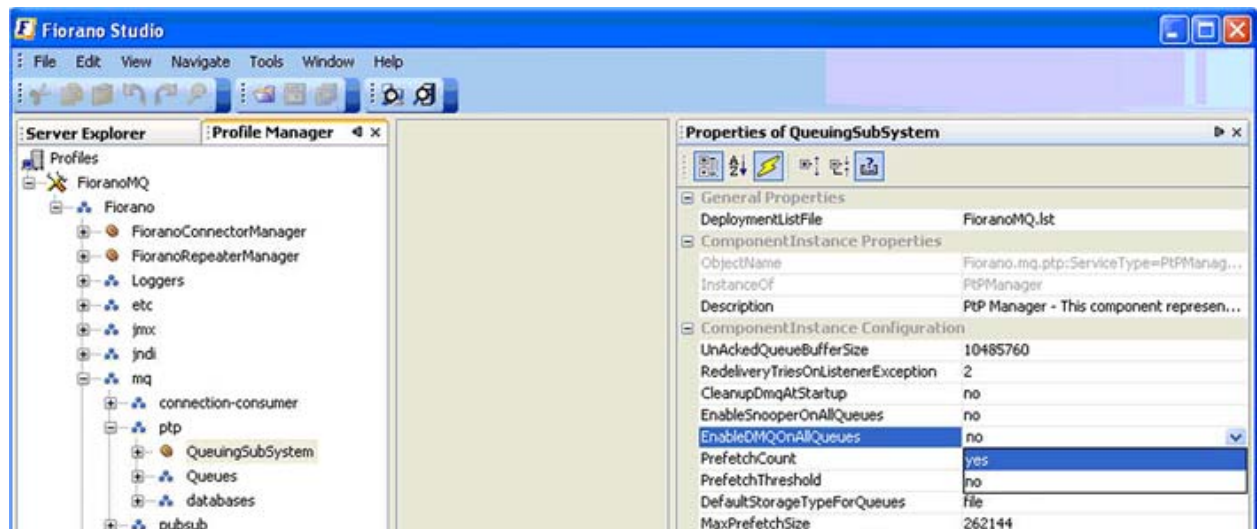 Fiorano Studio
File Edit View Navigate Tools Window Help
Server Explorer
Profile Manager
Profiles
FioranoMQ
Fiorano
FioranoConnectorManager
FioranoRepeaterManager
Loggers
etc
jmx
jndi
mq
connection-consumer
ptp
QueuingSubSystem
Queues
databases
pubsub
Properties of QueuingSubSystem
General Properties
DeploymentListFile FioranoMQ.lst
ComponentInstance Properties
ObjectName Fiorano.mq.ptp:ServiceType=PtPManag...
InstanceOf PtPManager
Description PtP Manager - This component represen...
ComponentInstance Configuration
UnAckedQueueBufferSize 10485760
RedeliveryTriesOnListenerException 2
CleanupDmqAtStartup no
EnableSnooperOnAllQueues no
EnableDMQOnAllQueues no
PrefetchCount yes
PrefetchThreshold no
DefaultStorageTypeForQueues file
MaxPrefetchSize 262144